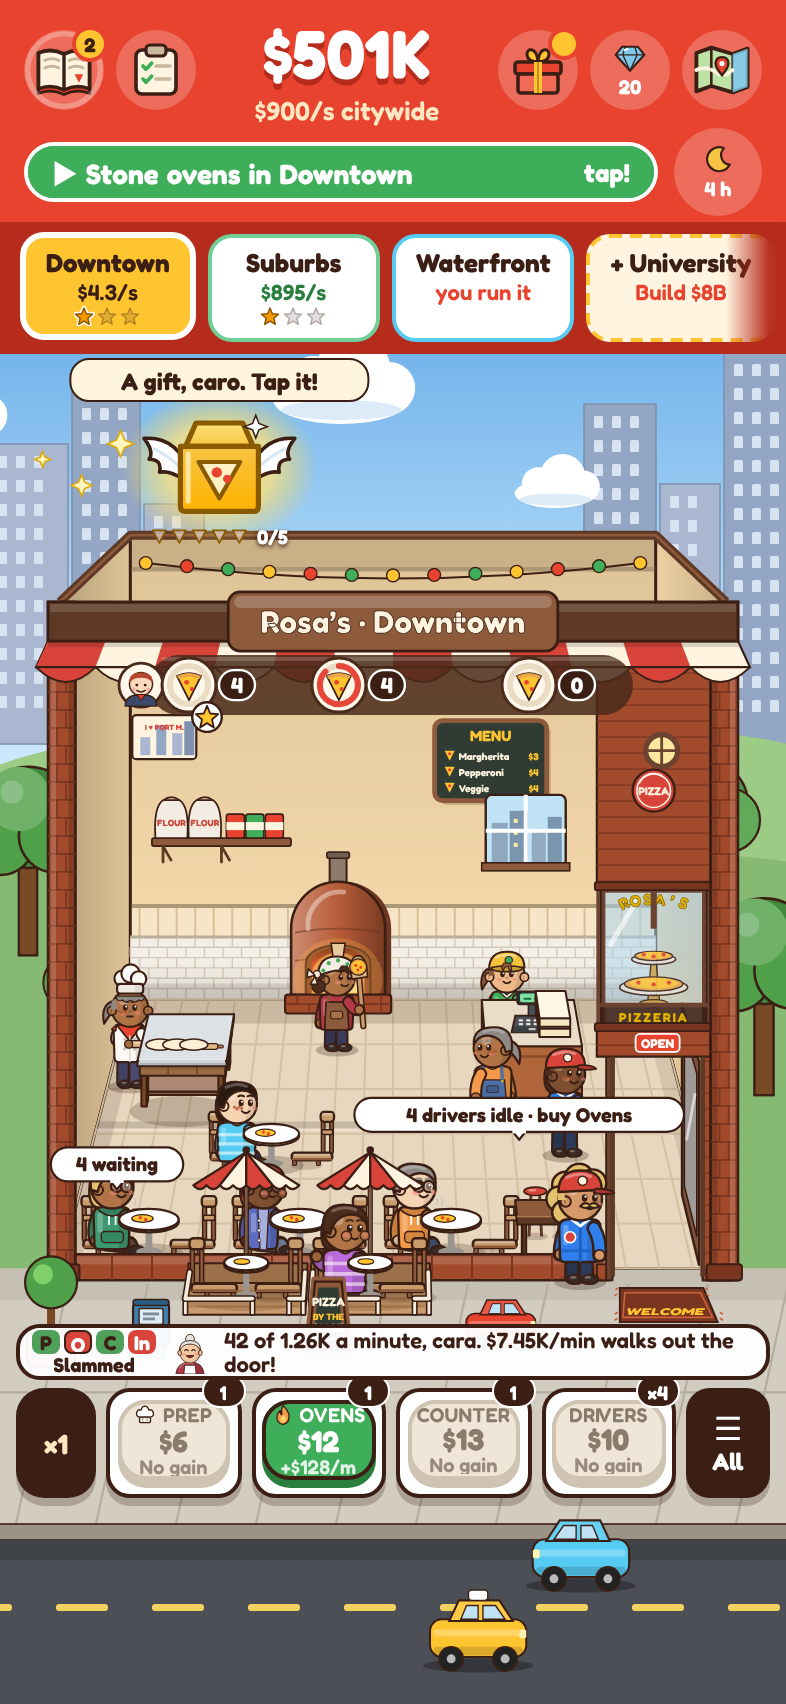 2
$501K
$900/s citywide
20
Stone ovens in Downtown
tap!
4 h
Downtown
$4.3/s
Suburbs
$895/s
Waterfront
you run it
+ University
Build $8B
A gift, caro. Tap it!
0/5
Rosa's · Downtown
4
4
0
I ♥ PORT M.
MENU
Margherita $3
Pepperoni $4
Veggie $4
PIZZA
FLOUR
FLOUR
ROSA'S
PIZZERIA
OPEN
4 drivers idle · buy Ovens
4 waiting
PIZZA
BY THE
WELCOME
P O C In
Slammed
42 of 1.26K a minute, cara. $7.45K/min walks out the
door!
x1
1
PREP
$6
No gain
1
OVENS
$12
+$128/m
1
COUNTER
$13
No gain
x4
DRIVERS
$10
No gain
All